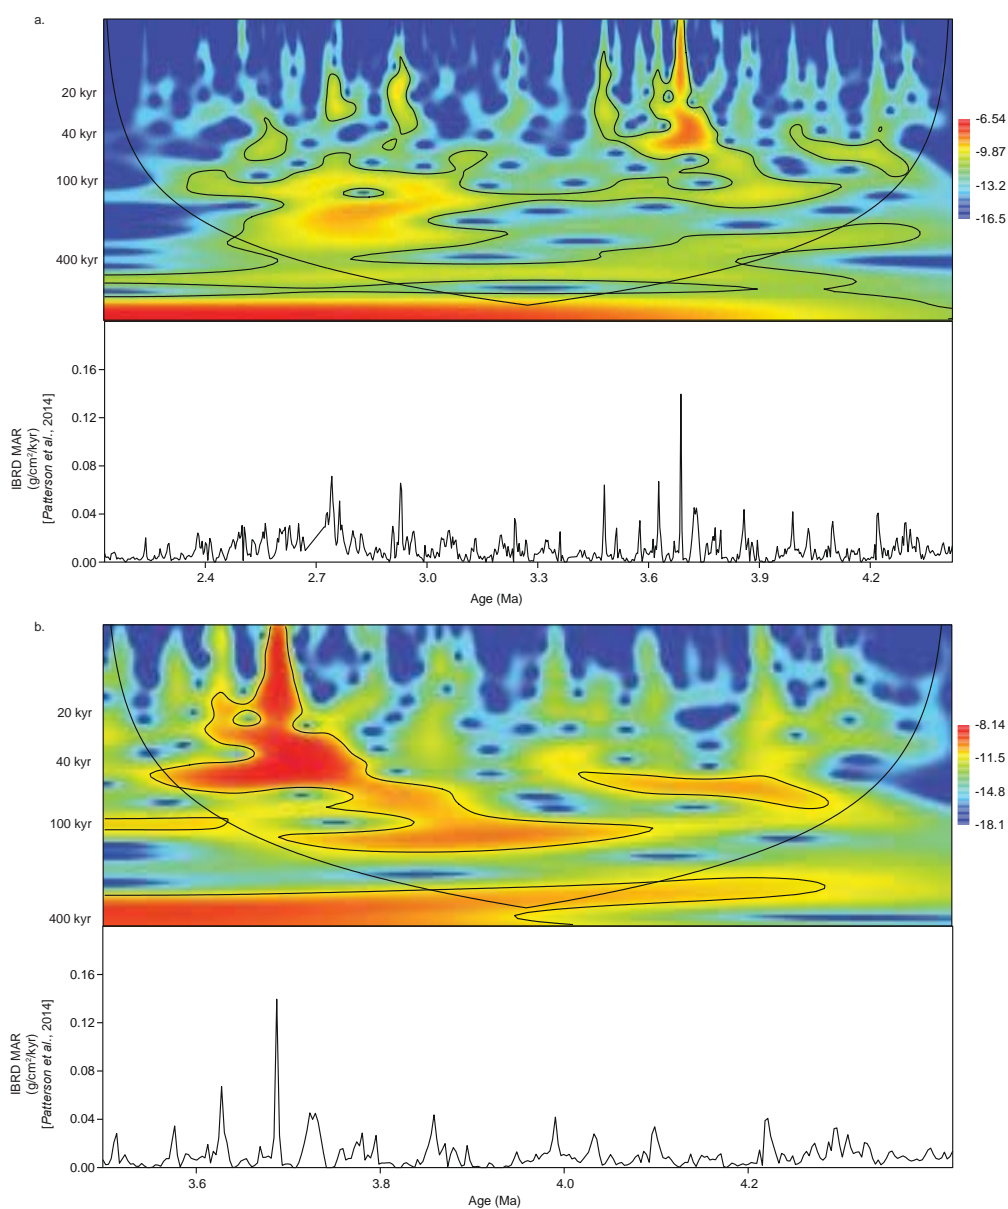 a.
20 kyr
40 kyr
100 kyr
400 kyr
-6.54
-9.87
-13.2
-16.5
0.16
0.12
0.08
0.04
0.00
IBRD MAR
(g/cm²/kyr)
[Patterson et al., 2014]
2.4 2.7 3.0 3.3 3.6 3.9 4.2
Age (Ma)
b.
20 kyr
40 kyr
100 kyr
400 kyr
-8.14
-11.5
-14.8
-18.1
0.16
0.12
0.08
0.04
0.00
IBRD MAR
(g/cm²/kyr)
[Patterson et al., 2014]
3.6 3.8 4.0 4.2
Age (Ma)